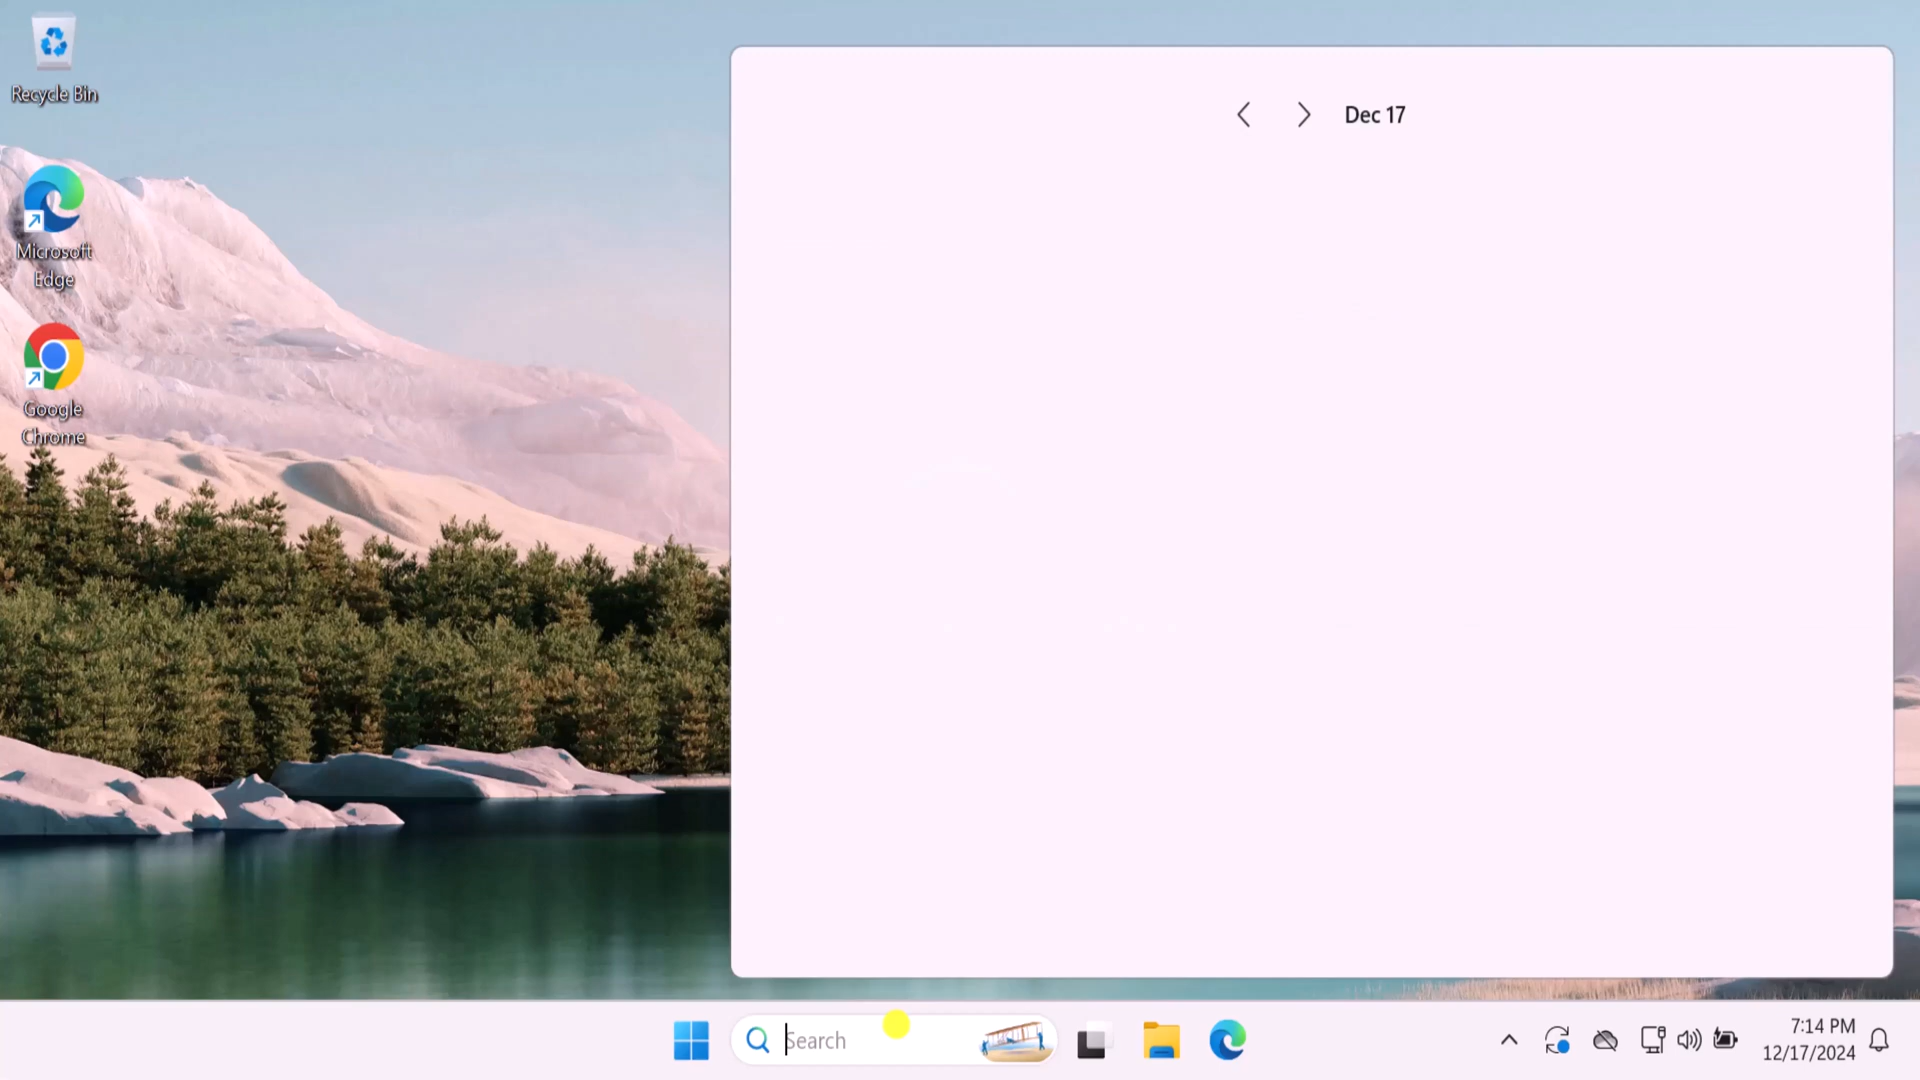 Recycle Bin
Microsoft
Edge
Google
Chrome
Dec 17
Search
7:14 PM
12/17/2024